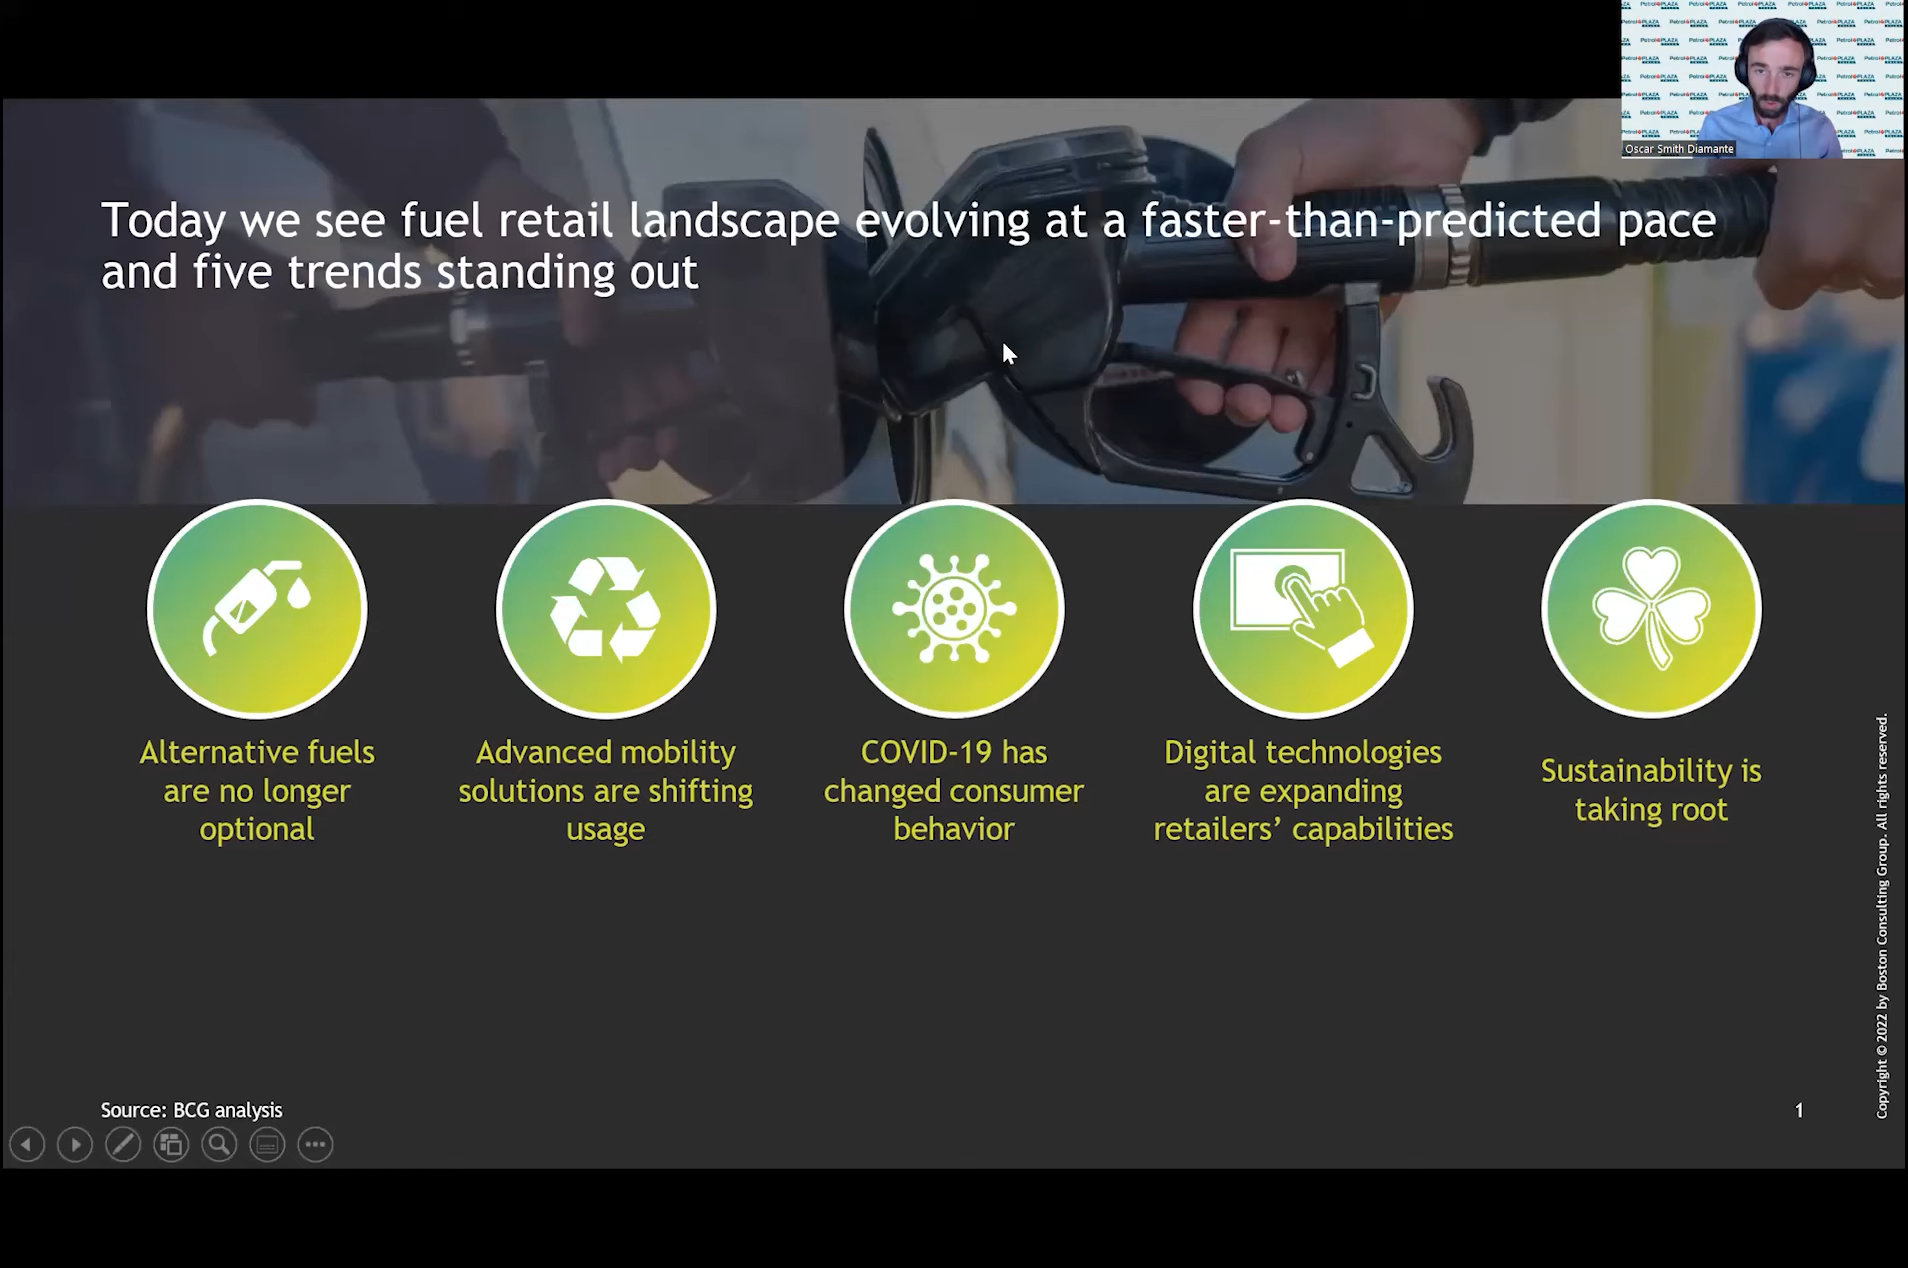 PetrolPLAZA
Oscar Smith Diamante
Today we see fuel retail landscape evolving at a faster-than-predicted pace
and five trends standing out
Alternative fuels
are no longer
optional
Advanced mobility
solutions are shifting
usage
COVID-19 has
changed consumer
behavior
Digital technologies
are expanding
retailers’ capabilities
Sustainability is
taking root
Copyright © 2022 by Boston Consulting Group. All rights reserved.
Source: BCG analysis
1